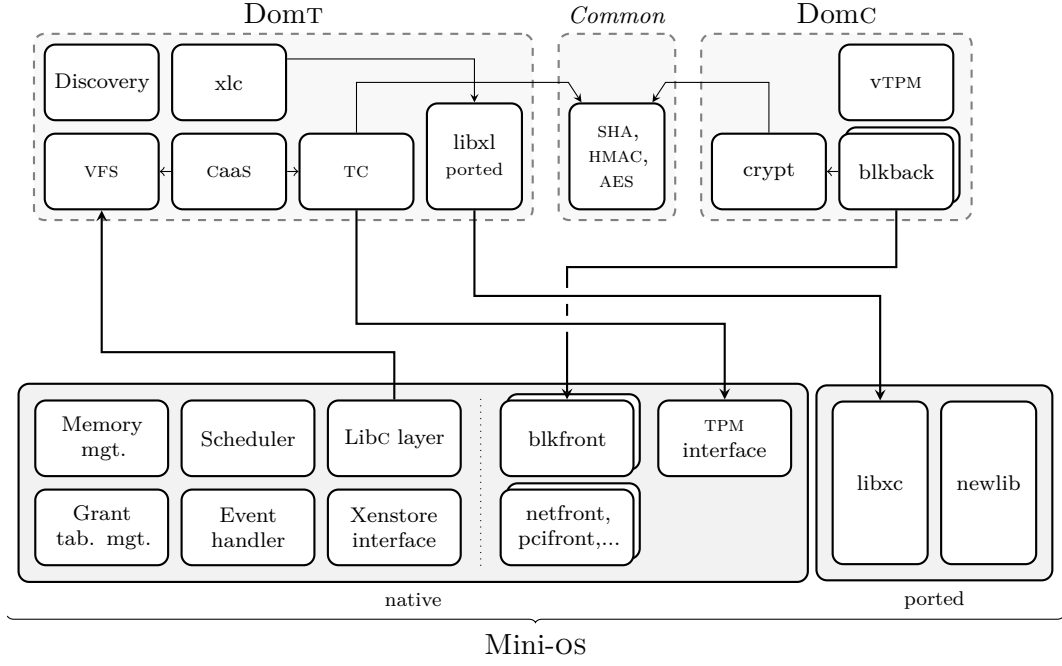 DomT
Common
DomC
Discovery
xlc
vTPM
libxl
ported
SHA,
HMAC,
AES
VFS
CaaS
TC
crypt
blkback
Memory
mgt.
Scheduler
LibC layer
blkfront
TPM
interface
libxc
newlib
Grant
tab. mgt.
Event
handler
Xenstore
interface
netfront,
pcifront,...
native
ported
Mini-OS